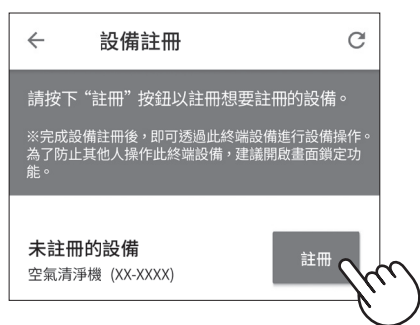 設備註冊
請按下“註冊”按鈕以註冊想要註冊的設備。
※完成設備註冊後，即可透過此終端設備進行設備操作。
為了防止其他人操作此終端設備，建議開啟畫面鎖定功
能。
未註冊的設備
空氣清淨機 (XX-XXXX)
註冊